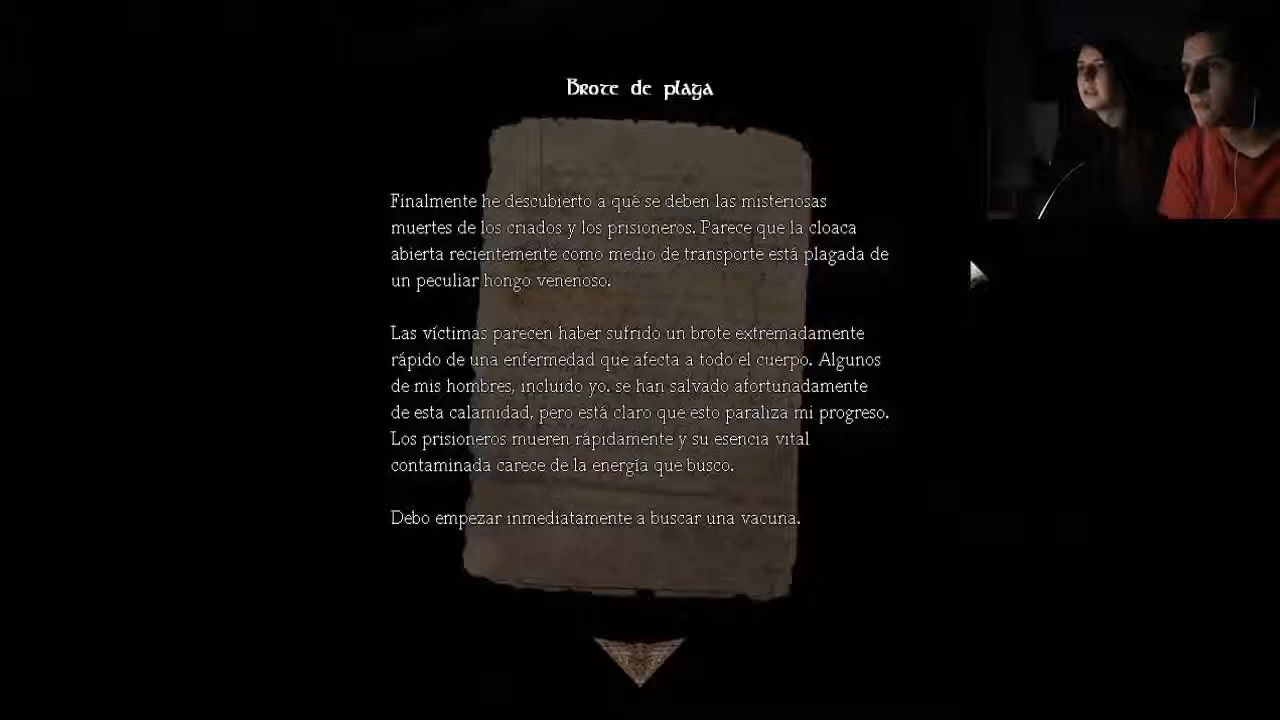 Brote de plaga
Finalmente he descubierto a qué se deben las misteriosas
muertes de los criados y los prisioneros. Parece que la cloaca
abierta recientemente como medio de transporte está plagada de
un peculiar hongo venenoso.
Las víctimas parecen haber sufrido un brote extremadamente
rápido de una enfermedad que afecta a todo el cuerpo. Algunos
de mis hombres, incluido yo. se han salvado afortunadamente
de esta calamidad, pero está claro que esto paraliza mi progreso.
Los prisioneros mueren rápidamente y su esencia vital
contaminada carece de la energía que busco.
Debo empezar inmediatamente a buscar una vacuna.